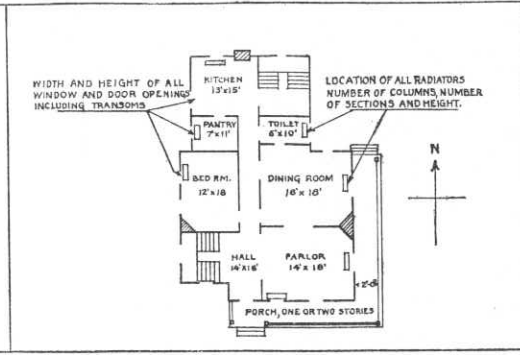 WIDTH AND HEIGHT OF ALL
WINDOW AND DOOR OPENINGS
INCLUDING TRANSOMS
LOCATION OF ALL RADIATORS
NUMBER OF COLUMNS, NUMBER
OF SECTIONS AND HEIGHT.
KITCHEN
13'x15'
PANTRY
7'x11'
TOILET
6'x10'
N
BED RM.
12'x18
DINING ROOM
16'x18'
HALL
14'x16'
PARLOR
14'x18'
PORCH, ONE OR TWO STORIES